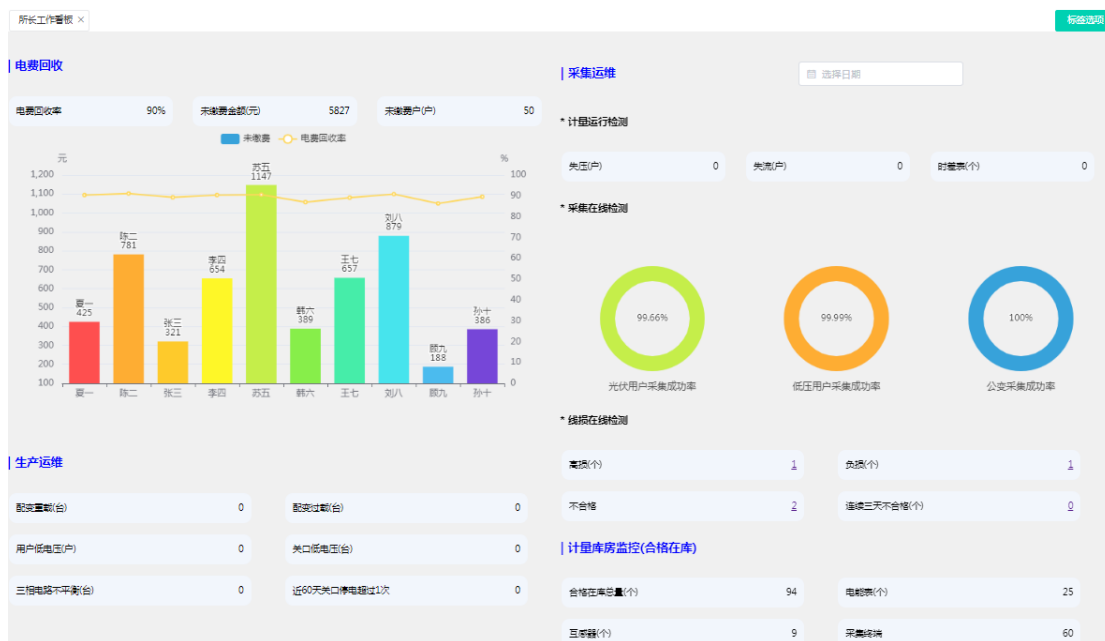 所长工作看板 ×
标签选项
电费回收
电费回收率 90%
未缴费金额(元) 5827
未缴费户(户) 50
未缴费 电费回收率
元 %
1,200
1,100
1,000
900
800
700
600
500
400
300
200
100
夏一
425
陈二
781
张三
321
李四
654
苏五
1147
韩六
389
王七
657
刘八
879
顾九
188
孙十
386
100
90
80
70
60
50
40
30
20
10
0
夏一 陈二 张三 李四 苏五 韩六 王七 刘八 顾九 孙十
生产运维
配变重载(台) 0
配变过载(台) 0
用户低电压(户) 0
关口低电压(台) 0
三相电路不平衡(台) 0
近60天关口停电超过1次 0
采集运维
选择日期
* 计量运行检测
失压(户) 0
失流(户) 0
时差表(个) 0
* 采集在线检测
99.66%
99.99%
100%
光伏用户采集成功率
低压用户采集成功率
公变采集成功率
* 线损在线检测
高损(个) 1
负损(个) 1
不合格 2
连续三天不合格(个) 0
计量库房监控(合格在库)
合格在库总量(个) 94
电能表(个) 25
互感器(个) 9
采集终端 60